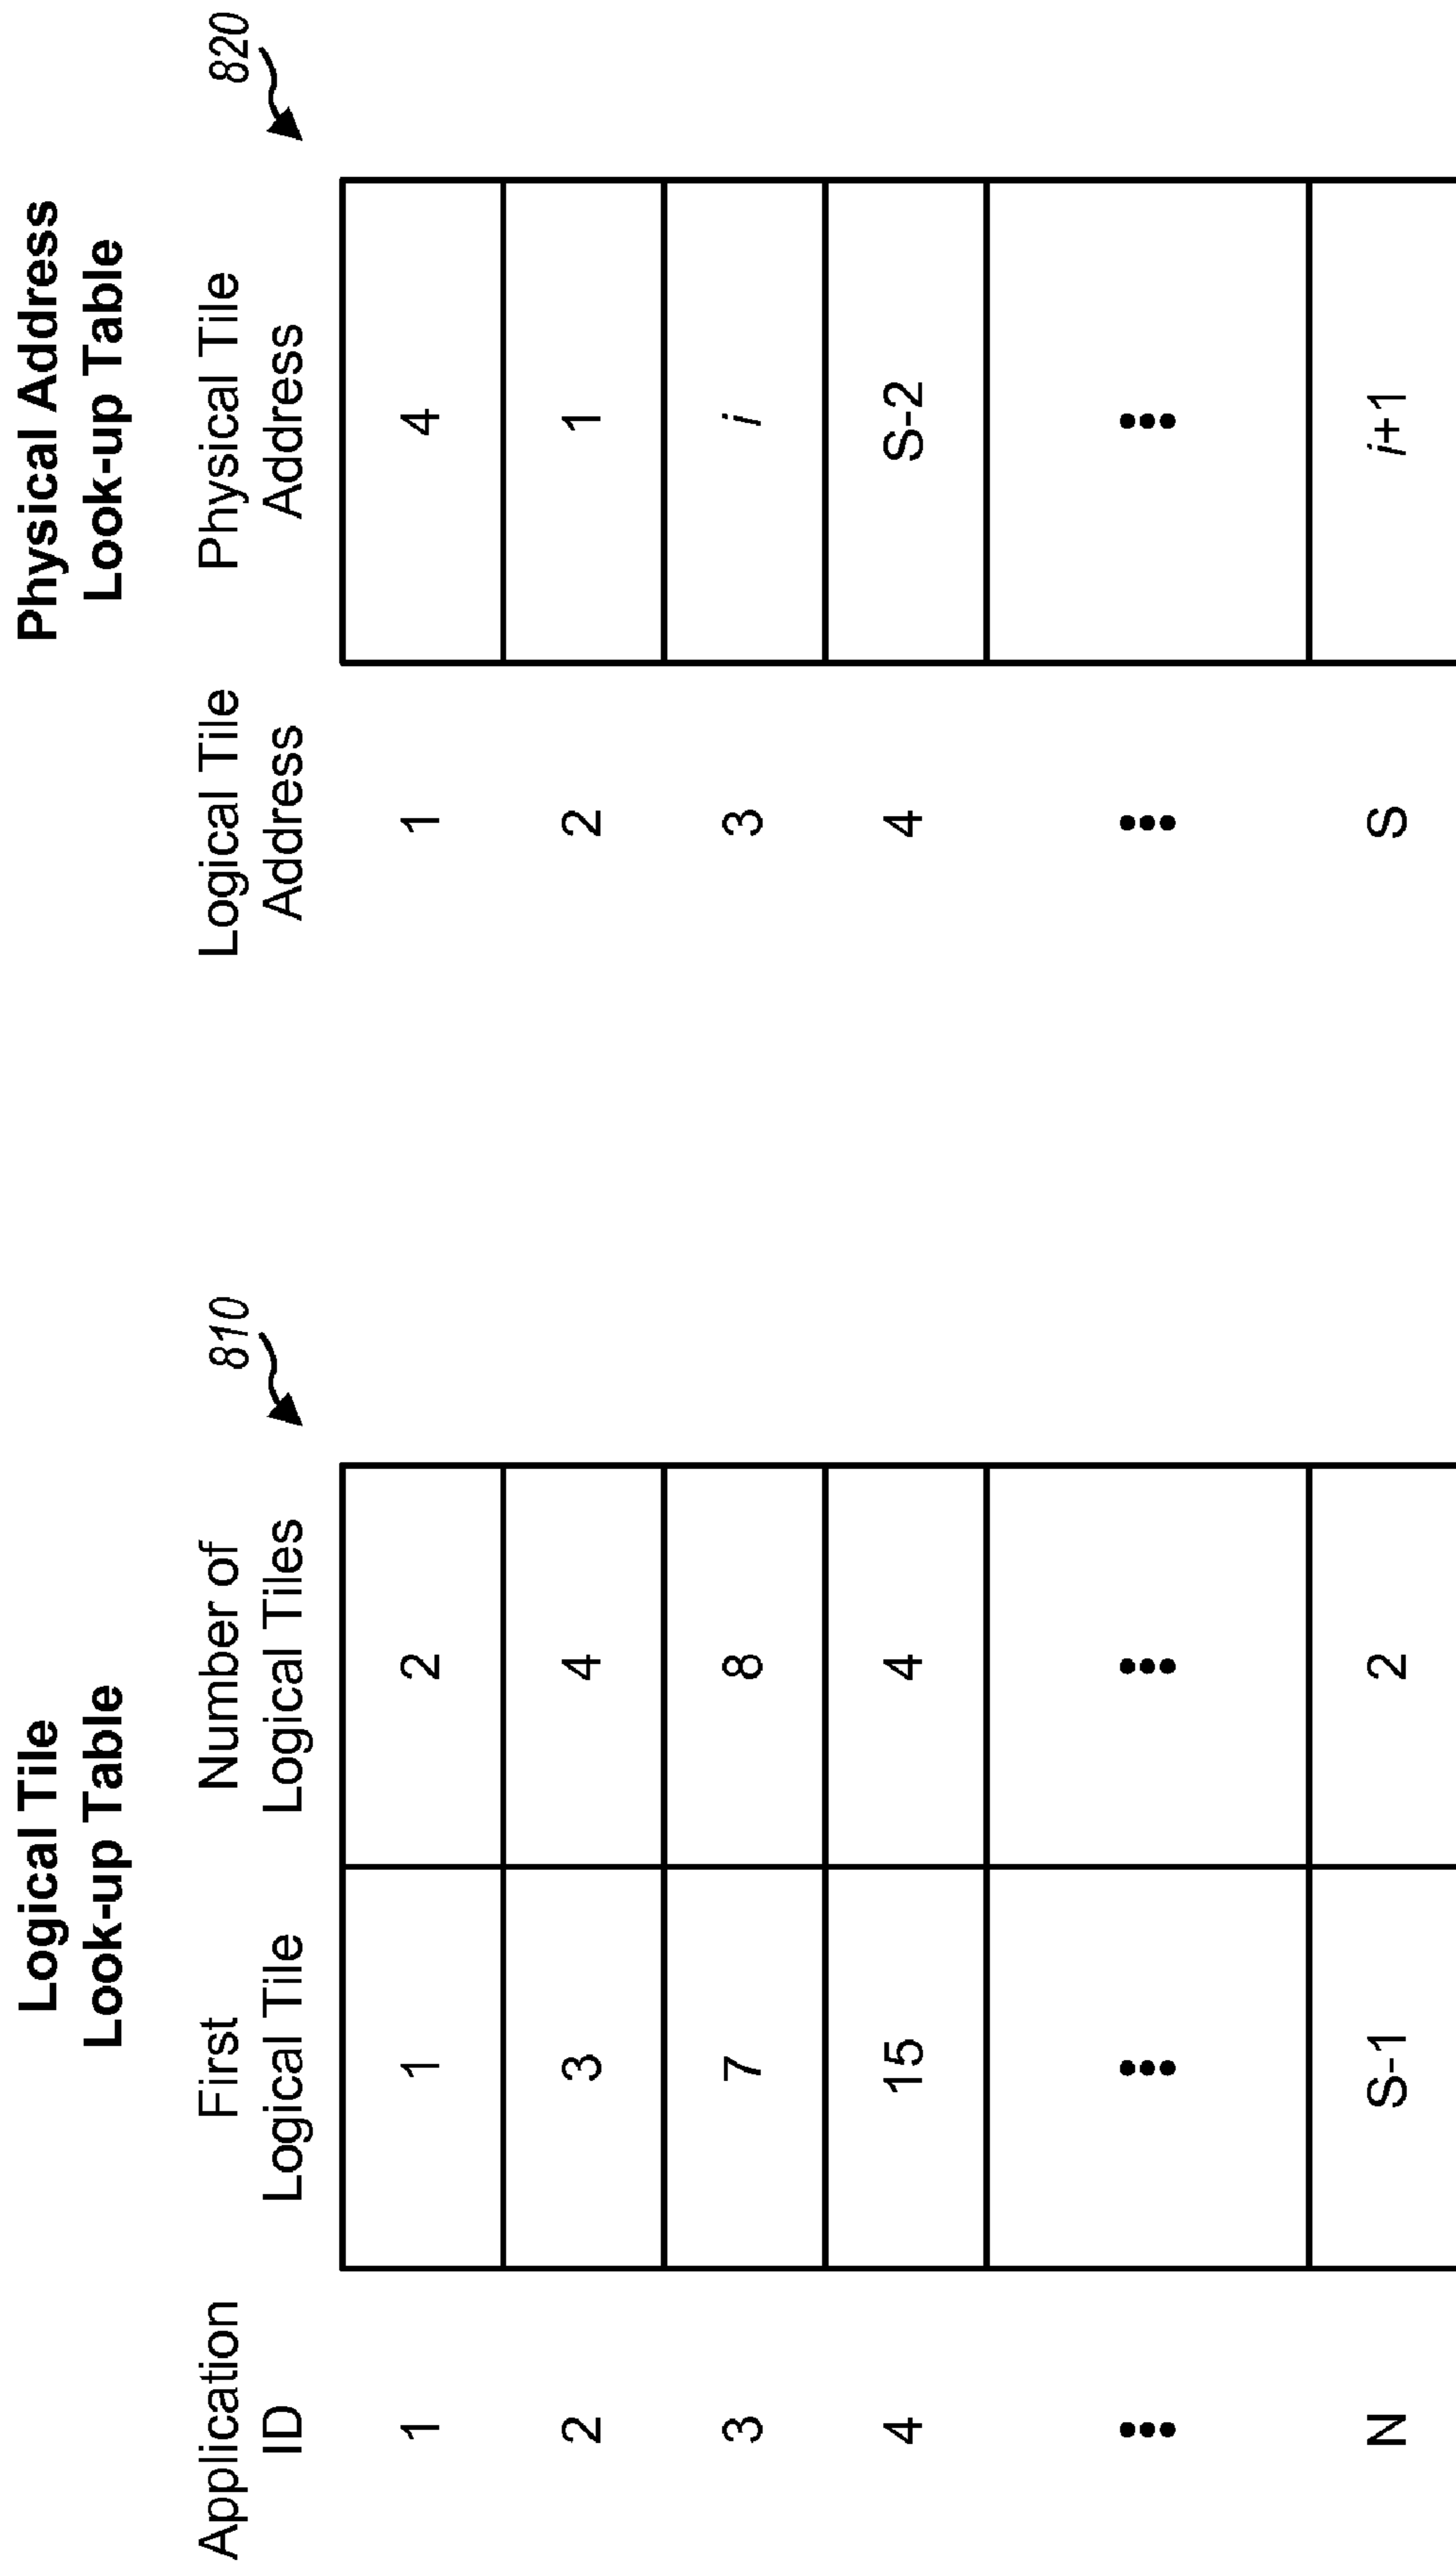 Logical Tile
Look-up Table
810
Application
ID
First
Logical Tile
Number of
Logical Tiles
1 1 2
2 3 4
3 7 8
4 15 4
N S-1 2
Physical Address
Look-up Table
820
Logical Tile
Address
Physical Tile
Address
1 4
2 1
3 i
4 S-2
S i+1